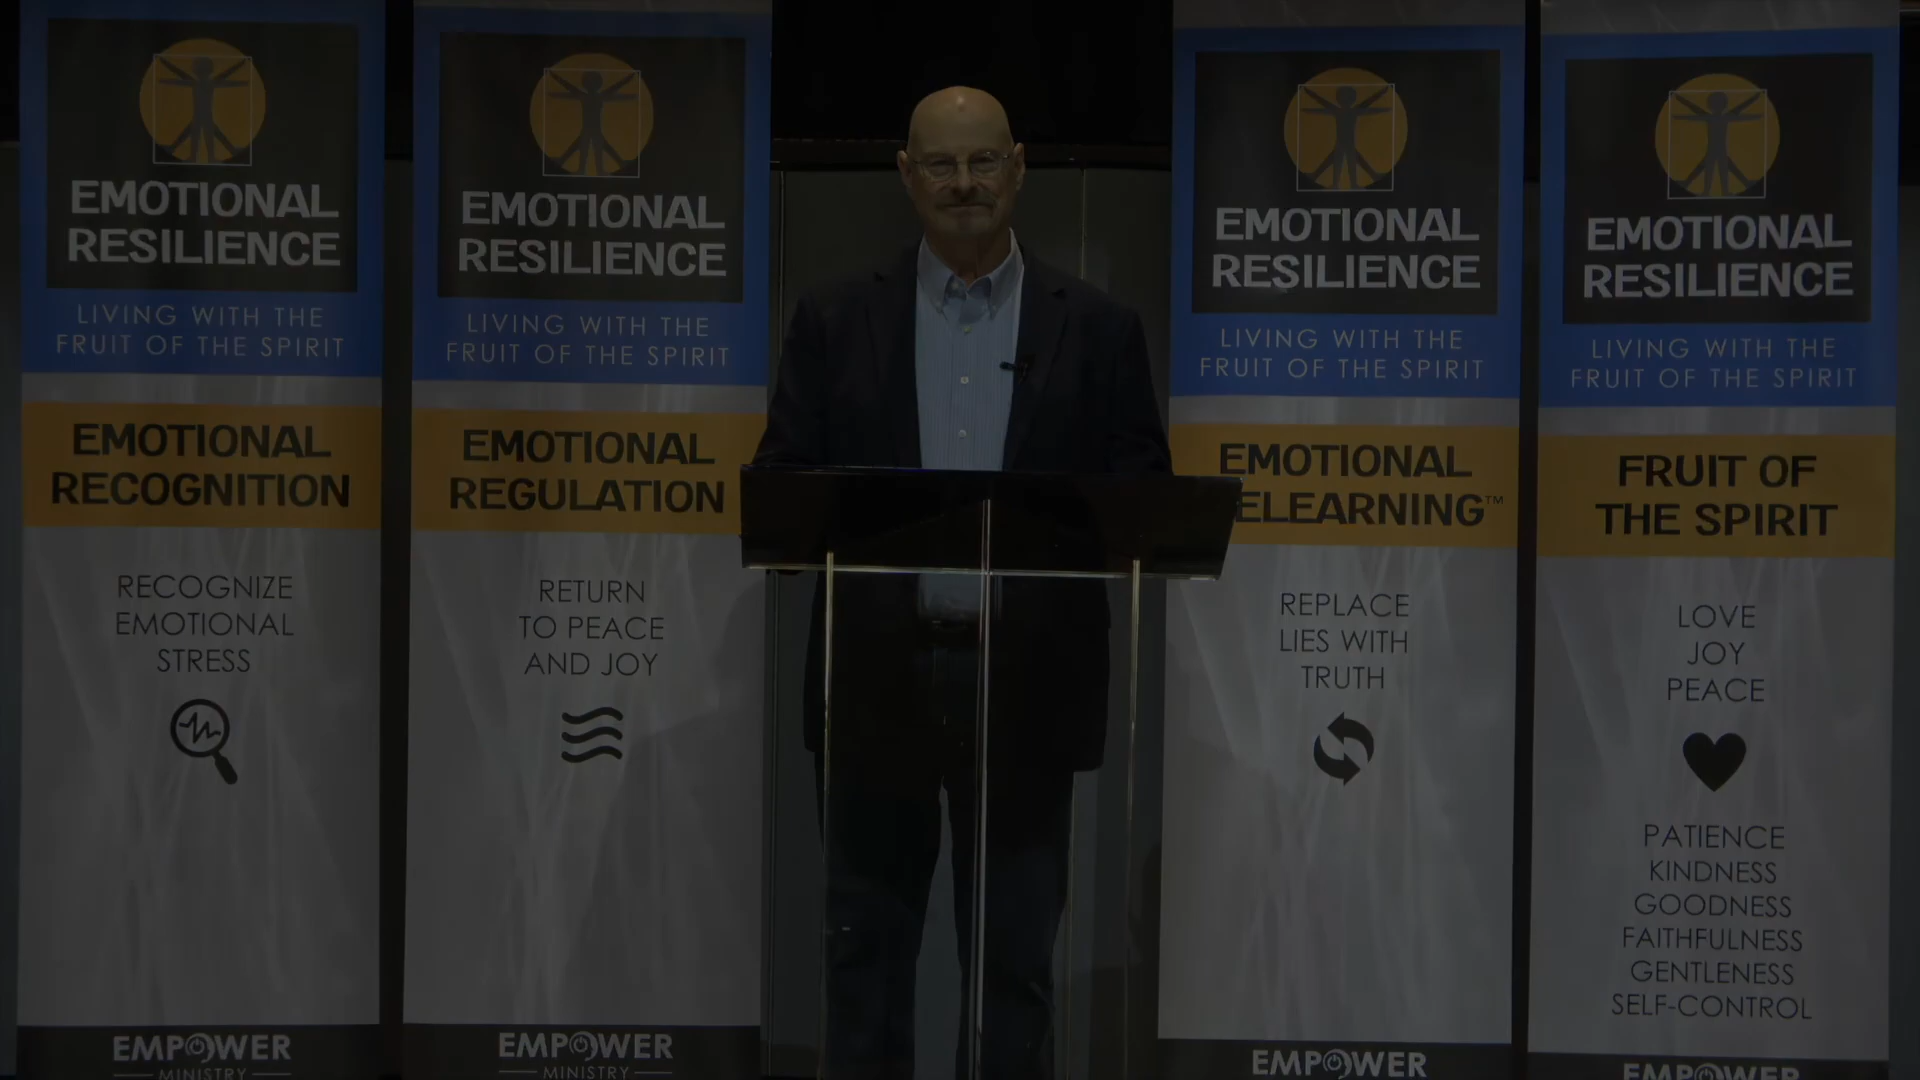 EMOTIONAL
RESILIENCE
LIVING WITH THE
FRUIT OF THE SPIRIT
EMOTIONAL
RECOGNITION
RECOGNIZE
EMOTIONAL
STRESS
EMPOWER
MINISTRY
EMOTIONAL
RESILIENCE
LIVING WITH THE
FRUIT OF THE SPIRIT
EMOTIONAL
REGULATION
RETURN
TO PEACE
AND JOY
EMPOWER
MINISTRY
EMOTIONAL
RESILIENCE
LIVING WITH THE
FRUIT OF THE SPIRIT
EMOTIONAL
ELEARNING™
REPLACE
LIES WITH
TRUTH
EMPOWER
EMOTIONAL
RESILIENCE
LIVING WITH THE
FRUIT OF THE SPIRIT
FRUIT OF
THE SPIRIT
LOVE
JOY
PEACE
PATIENCE
KINDNESS
GOODNESS
FAITHFULNESS
GENTLENESS
SELF-CONTROL
EMPOWER